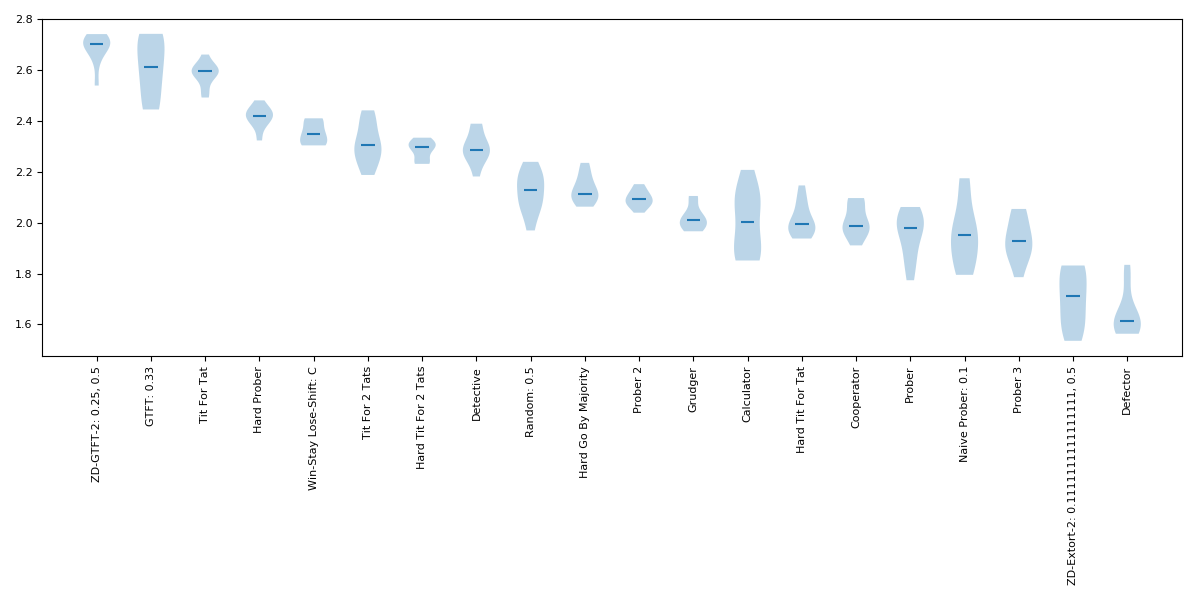 2.8
2.6
2.4
2.2
2.0
1.8
1.6
ZD-GTFT-2: 0.25, 0.5
GTFT: 0.33
Tit For Tat
Hard Prober
Win-Stay Lose-Shift: C
Tit For 2 Tats
Hard Tit For 2 Tats
Detective
Random: 0.5
Hard Go By Majority
Prober 2
Grudger
Calculator
Hard Tit For Tat
Cooperator
Prober
Naive Prober: 0.1
Prober 3
ZD-Extort-2: 0.1111111111111111, 0.5
Defector